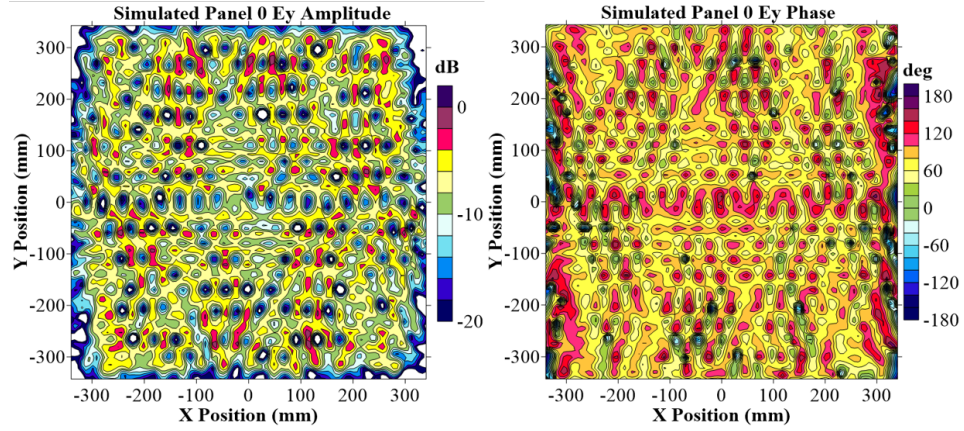 Simulated Panel 0 Ey Amplitude
Y Position (mm)
300
200
100
0
-100
-200
-300
-300 -200 -100 0 100 200 300
X Position (mm)
dB
0
-10
-20
Simulated Panel 0 Ey Phase
Y Position (mm)
300
200
100
0
-100
-200
-300
-300 -200 -100 0 100 200 300
X Position (mm)
deg
180
120
60
0
-60
-120
-180